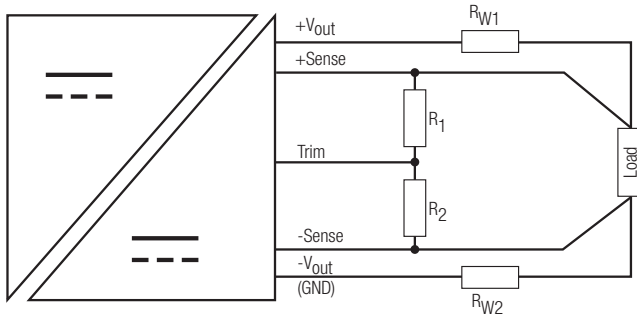 +Vout
RW1
+Sense
R1
Trim
Load
R2
-Sense
-Vout
(GND)
RW2